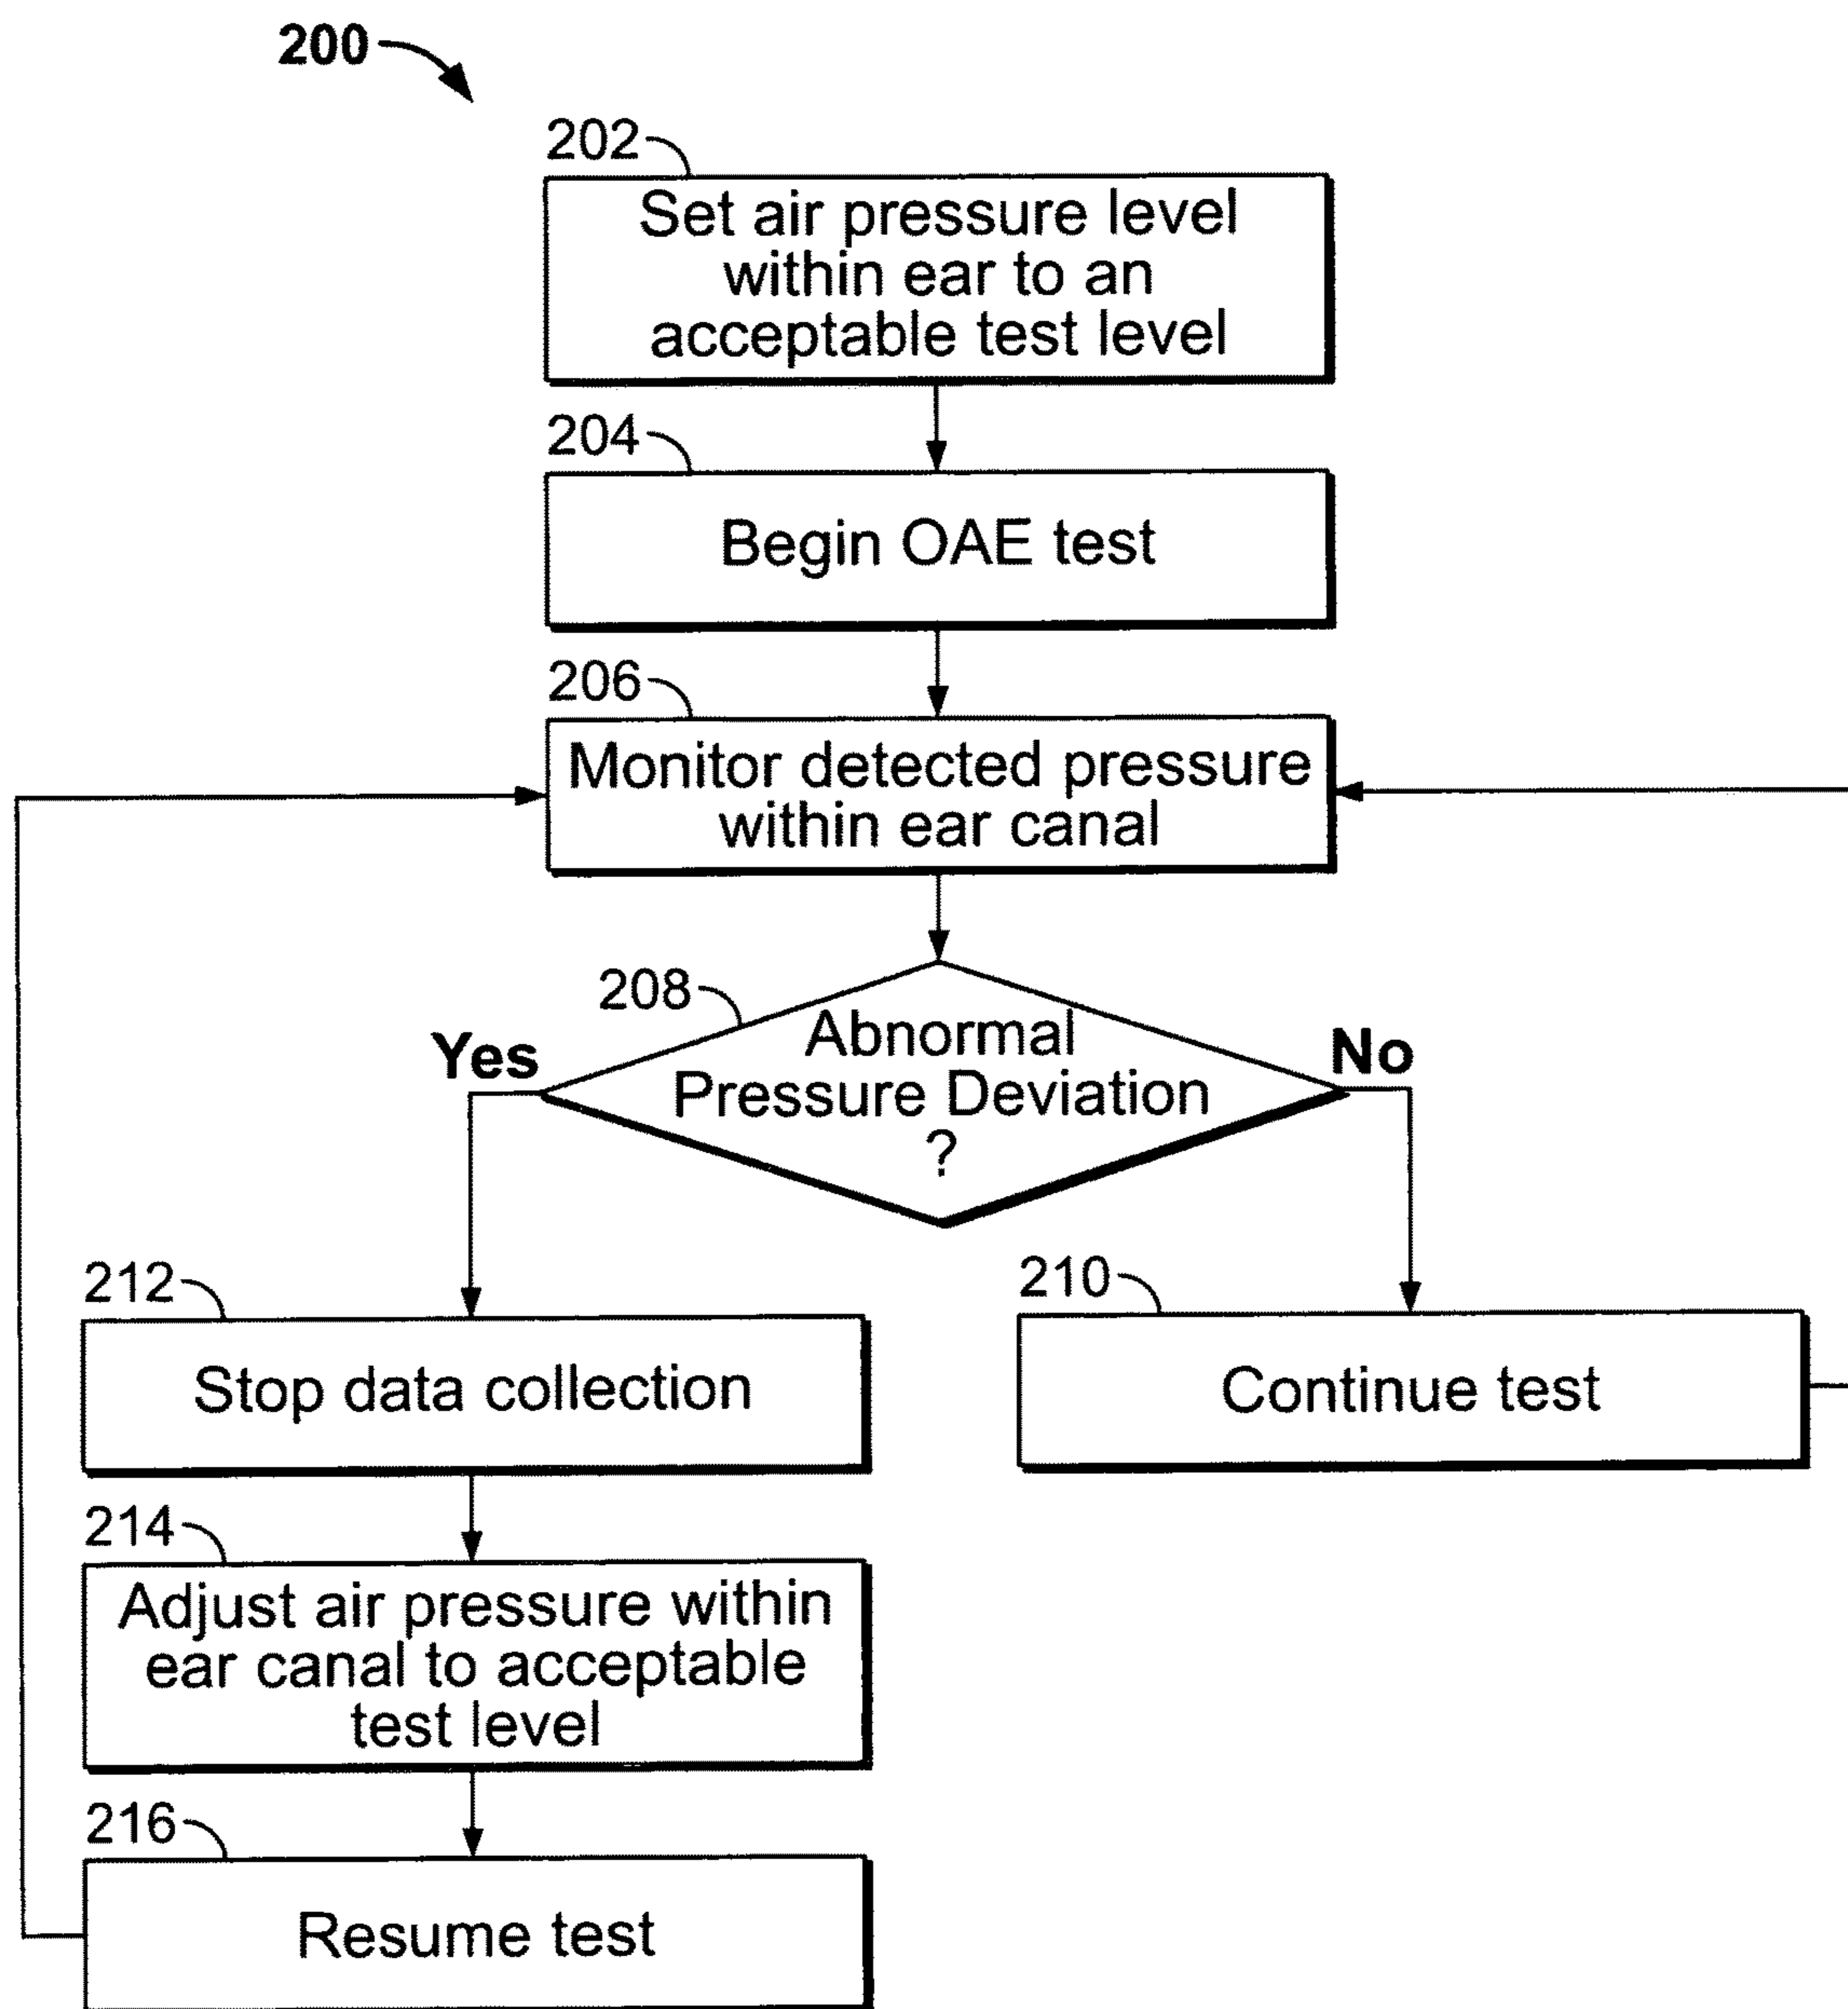 200
202
Set air pressure level
within ear to an
acceptable test level
204
Begin OAE test
206
Monitor detected pressure
within ear canal
208
Abnormal
Pressure Deviation
?
Yes
No
212
Stop data collection
210
Continue test
214
Adjust air pressure within
ear canal to acceptable
test level
216
Resume test